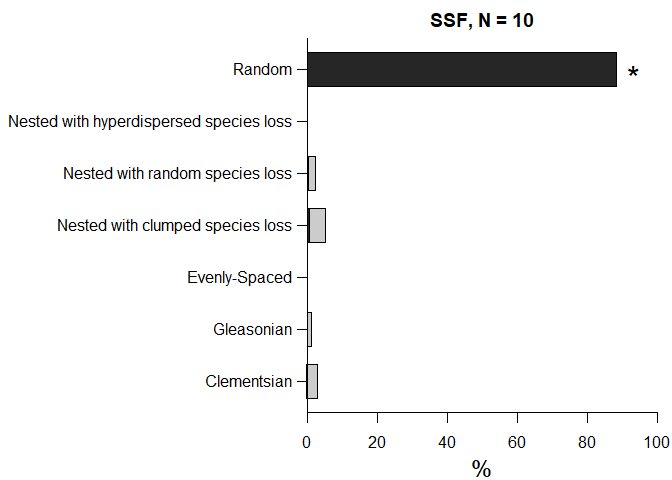 SSF, N = 10
Random
*
Nested with hyperdispersed species loss
Nested with random species loss
Nested with clumped species loss
Evenly-Spaced
Gleasonian
Clementsian
0 20 40 60 80 100
%